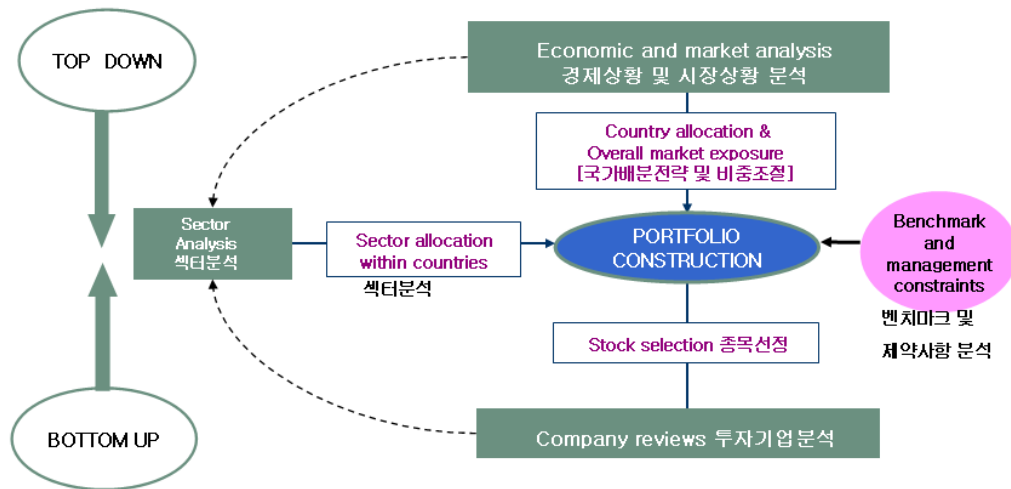 TOP DOWN
Economic and market analysis
경제상황 및 시장상황 분석
Country allocation &
Overall market exposure
[국가배분전략 및 비중조절]
Sector
Analysis
섹터분석
Sector allocation
within countries
섹터분석
PORTFOLIO
CONSTRUCTION
Benchmark
and
management
constraints
벤치마크 및
제약사항 분석
Stock selection 종목선정
BOTTOM UP
Company reviews 투자기업분석